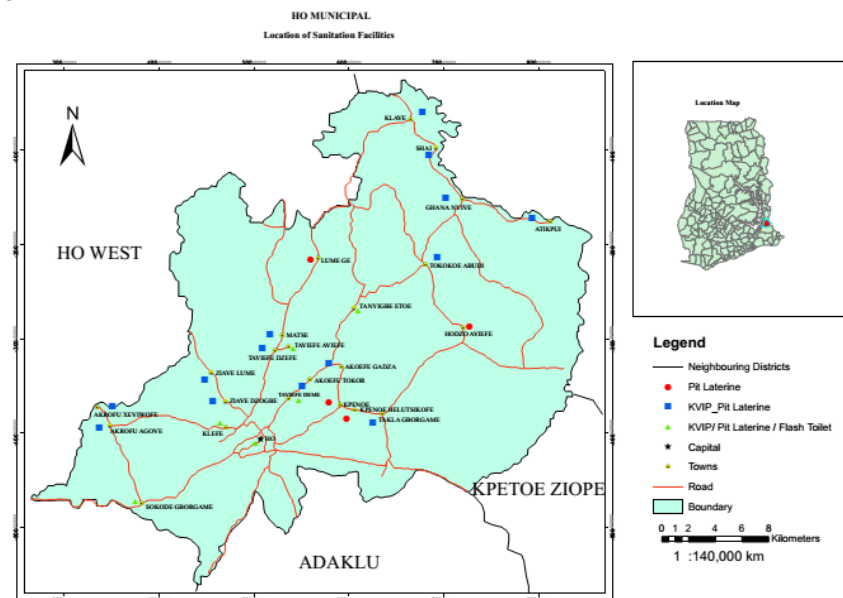 HO MUNICIPAL
Location of Sanitation Facilities
N
KLAVE
SHAI
GHANA NYIVE
ATIKPUI
HO WEST
LUME GE
TOKOKOE ABUDI
TANYIGBE ETOE
HODZO AVIEFE
MATSE
TAVIEFE AVIEFE
TAVIEFE DZEFE
AKOEFE GADZA
ZIAVE LUME
AKOEFE TOKOR
TAVIEFE DEME
ZIAVE DZOGBE
KPENOE
KPENOE HELUTSIKOFE
AKROFU XEVIWOFE
TAKLA GBORGAME
AKROFU AGOVE
KLEFE
HO
SOKODE GBORGAME
KPETOE ZIOPE
ADAKLU
Location Map
Legend
Neighbouring Districts
Pit Laterine
KVIP_Pit Laterine
KVIP/ Pit Laterine / Flash Toilet
Capital
Towns
Road
Boundary
0 1 2 4 6 8
Kilometers
1 :140,000 km